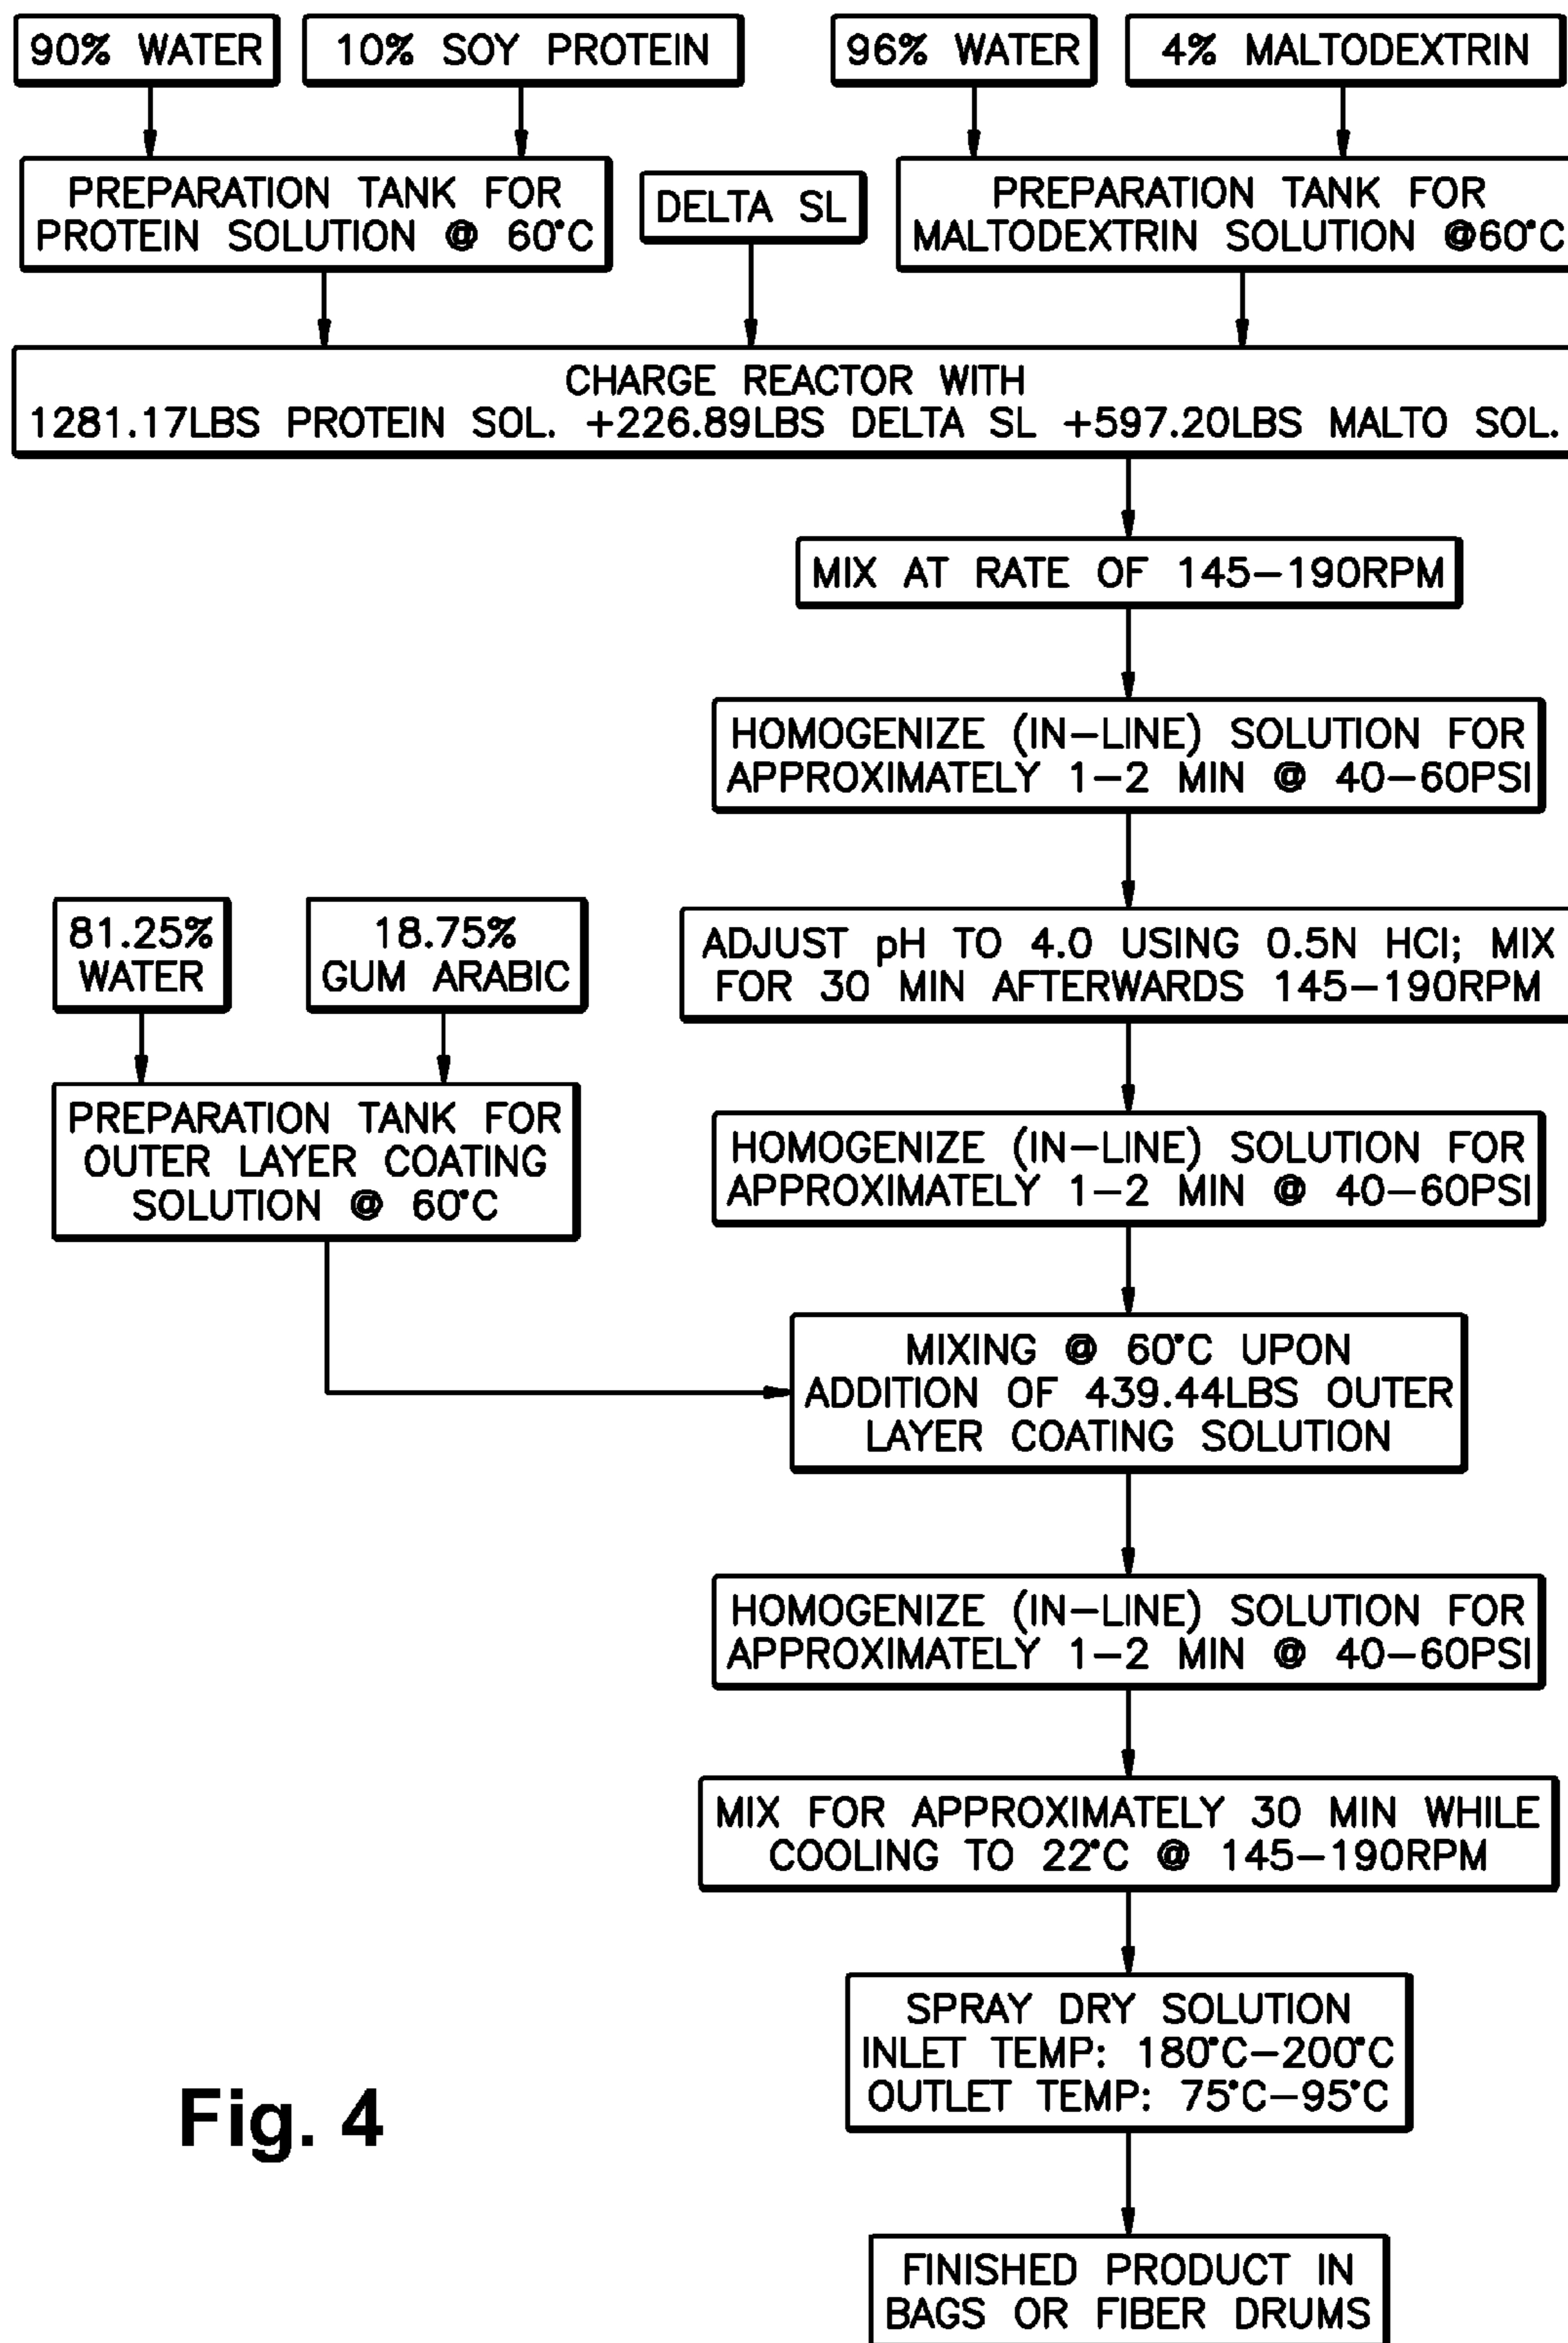 90% WATER
10% SOY PROTEIN
96% WATER
4% MALTODEXTRIN
PREPARATION TANK FOR
PROTEIN SOLUTION @ 60°C
DELTA SL
PREPARATION TANK FOR
MALTODEXTRIN SOLUTION @60°C
CHARGE REACTOR WITH
1281.17LBS PROTEIN SOL. +226.89LBS DELTA SL +597.20LBS MALTO SOL.
MIX AT RATE OF 145–190RPM
HOMOGENIZE (IN–LINE) SOLUTION FOR
APPROXIMATELY 1–2 MIN @ 40–60PSI
81.25%
WATER
18.75%
GUM ARABIC
ADJUST pH TO 4.0 USING 0.5N HCl; MIX
FOR 30 MIN AFTERWARDS 145–190RPM
PREPARATION TANK FOR
OUTER LAYER COATING
SOLUTION @ 60°C
HOMOGENIZE (IN–LINE) SOLUTION FOR
APPROXIMATELY 1–2 MIN @ 40–60PSI
MIXING @ 60°C UPON
ADDITION OF 439.44LBS OUTER
LAYER COATING SOLUTION
HOMOGENIZE (IN–LINE) SOLUTION FOR
APPROXIMATELY 1–2 MIN @ 40–60PSI
MIX FOR APPROXIMATELY 30 MIN WHILE
COOLING TO 22°C @ 145–190RPM
SPRAY DRY SOLUTION
INLET TEMP: 180°C–200°C
OUTLET TEMP: 75°C–95°C
Fig. 4
FINISHED PRODUCT IN
BAGS OR FIBER DRUMS